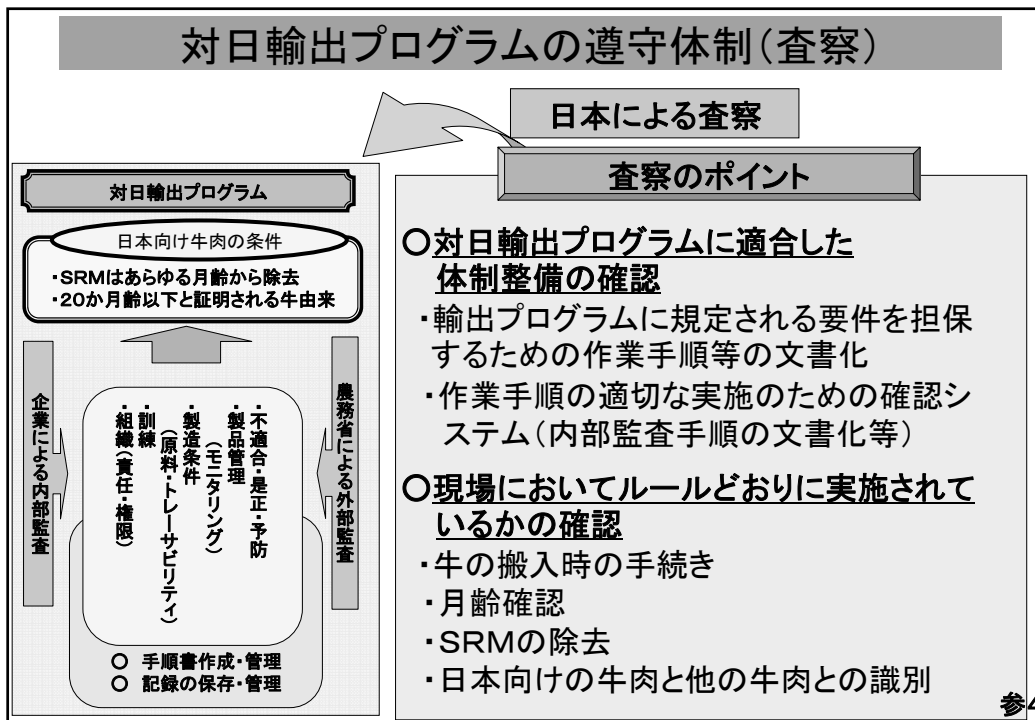 対日輸出プログラムの遵守体制(査察)
日本による査察
査察のポイント
対日輸出プログラム
日本向け牛肉の条件
・SRMはあらゆる月齢から除去
・20か月齢以下と証明される牛由来
企業による内部監査
農務省による外部監査
・不適合・是正・予防
・製品管理
(モニタリング)
・製造条件
(原料・トレーサビリティ)
・訓練
・組織(責任・権限)
○ 手順書作成・管理
○ 記録の保存・管理
○対日輸出プログラムに適合した
体制整備の確認
・輸出プログラムに規定される要件を担保
するための作業手順等の文書化
・作業手順の適切な実施のための確認シ
ステム(内部監査手順の文書化等)
○現場においてルールどおりに実施されて
いるかの確認
・牛の搬入時の手続き
・月齢確認
・SRMの除去
・日本向けの牛肉と他の牛肉との識別
参4